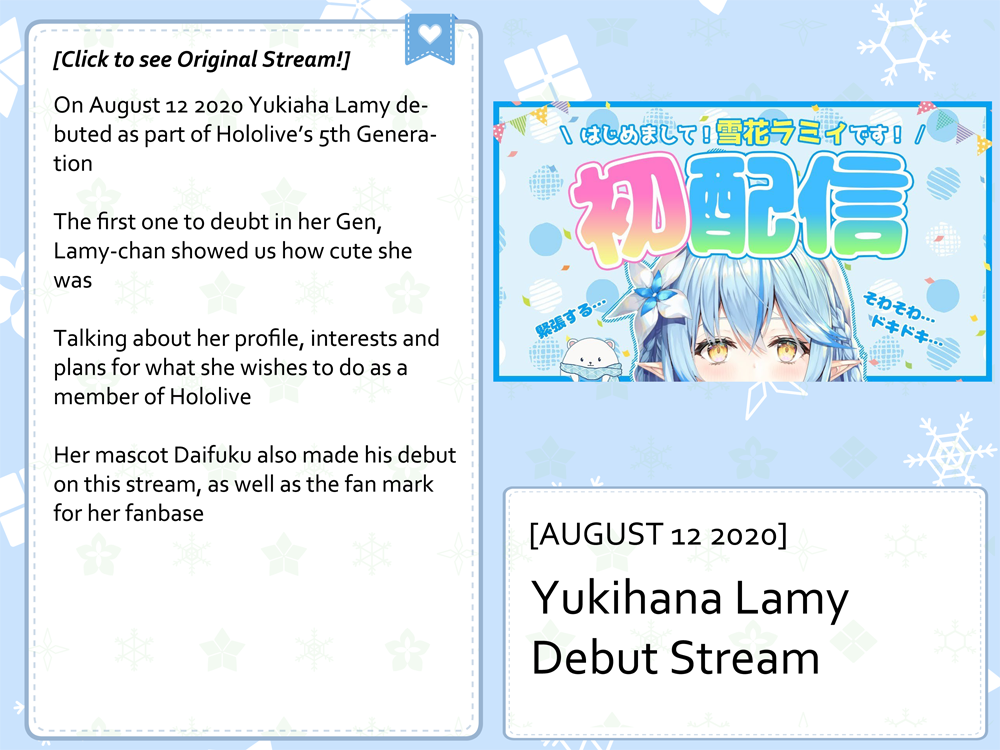 [Click to see Original Stream!]
On August 12 2020 Yukiaha Lamy de-
buted as part of Hololive's 5th Genera-
tion
The first one to deubt in her Gen,
Lamy-chan showed us how cute she
was
Talking about her profile, interests and
plans for what she wishes to do as a
member of Hololive
Her mascot Daifuku also made his debut
on this stream, as well as the fan mark
for her fanbase
\ はじめまして!雪花ラミィです! /
初配信
緊張する…
そわそわ…
ドキドキ…
[AUGUST 12 2020]
Yukihana Lamy
Debut Stream